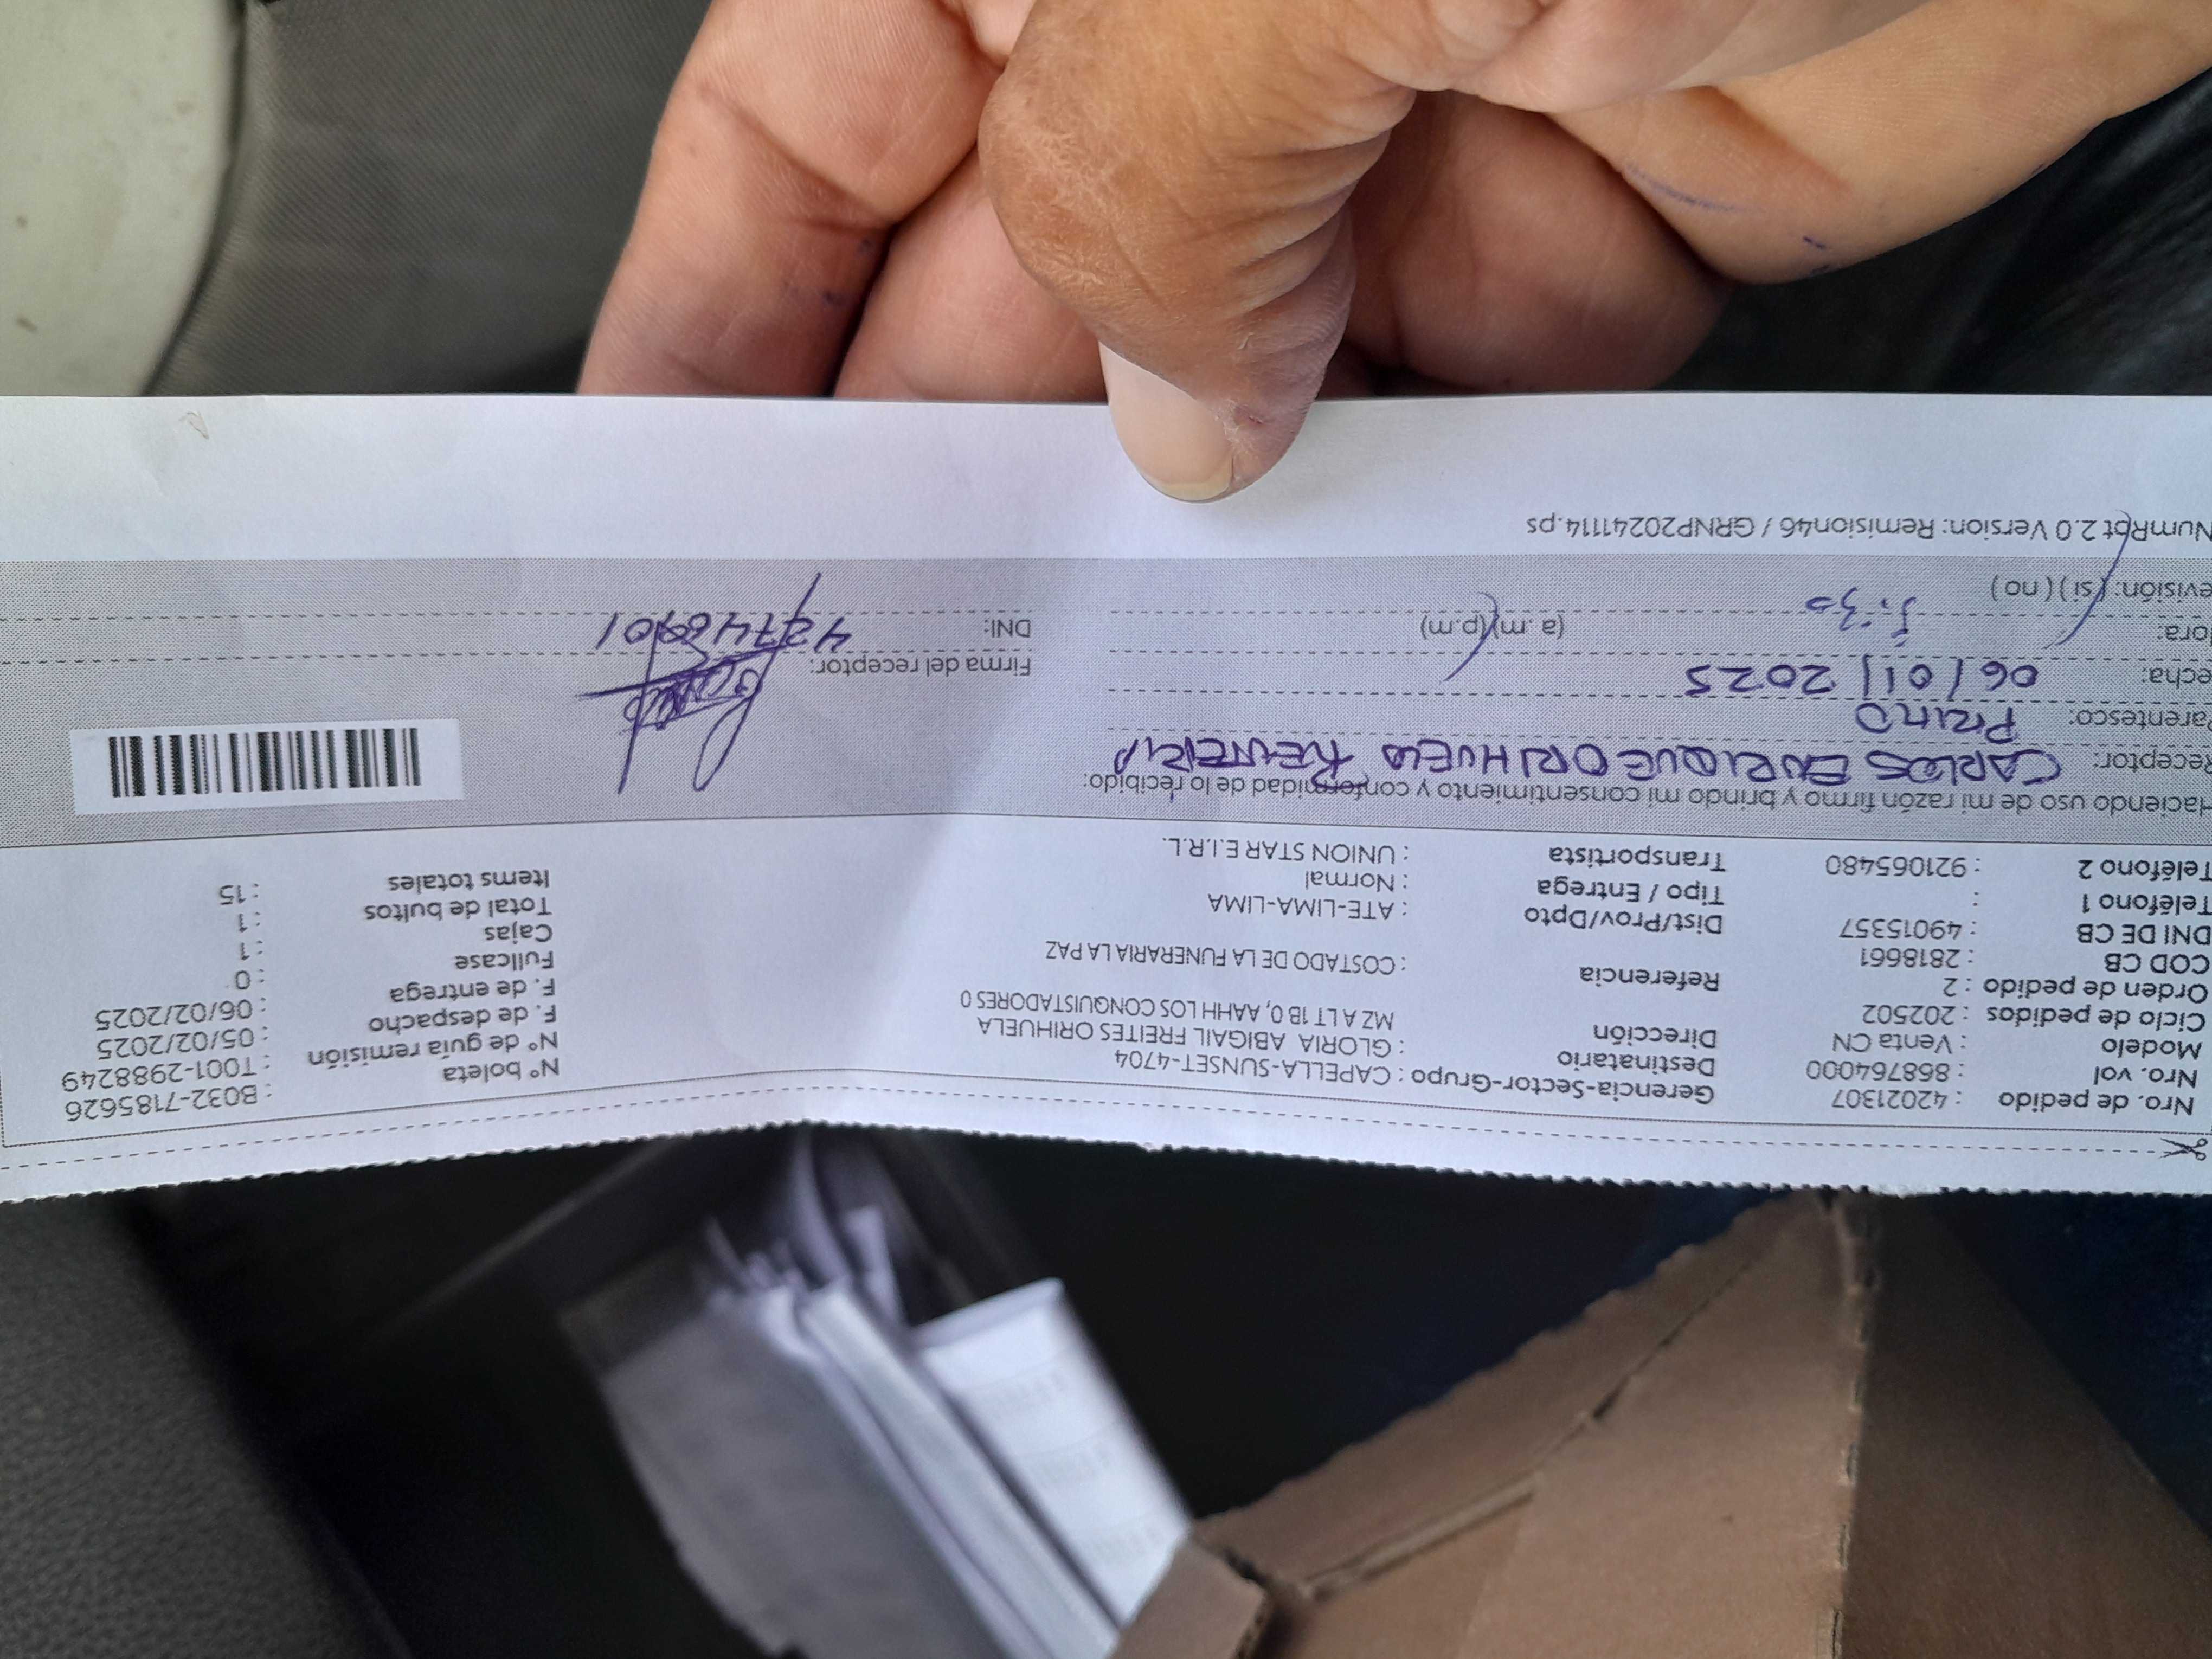 Nro. de pedido : 42021307 Gerencia-Sector-Grupo : CAPELLA-SUNSET-4704 N° boleta : B032-7185626
Nro. vol : 868764000 Destinatario : GLORIA ABIGAIL FREITES ORIHUELA N° de guía remisión : T001-2988249
Modelo : Venta CN Dirección MZ A LT 1B 0, AAHH LOS CONQUISTADORES 0 F. de despacho : 05/02/2025
Ciclo de pedidos : 202502 F. de entrega : 06/02/2025
Orden de pedido : 2 Referencia : COSTADO DE LA FUNERARIA LA PAZ Fullcase : 0
COD CB : 2818661 Cajas : 1
DNI DE CB : 49015357 Dist/Prov/Dpto : ATE-LIMA-LIMA Total de bultos : 1
Teléfono 1 : Tipo / Entrega : Normal Items totales : 15
Teléfono 2 : 921065480 Transportista : UNION STAR E.I.R.L.
Haciendo uso de mi razón firmo y brindo mi consentimiento y conformidad de lo recibido:
Receptor: CARLOS ENRIQUE ORIHUELA RENTERIA
Parentesco: PRIMO
echa: 06/01/2025 Firma del receptor:
ora: 5:30 (a.m)(p.m) DNI:
evisión: (si) (no)
NumRpt 2.0 Version: Remision46 / GRNP20241114.ps